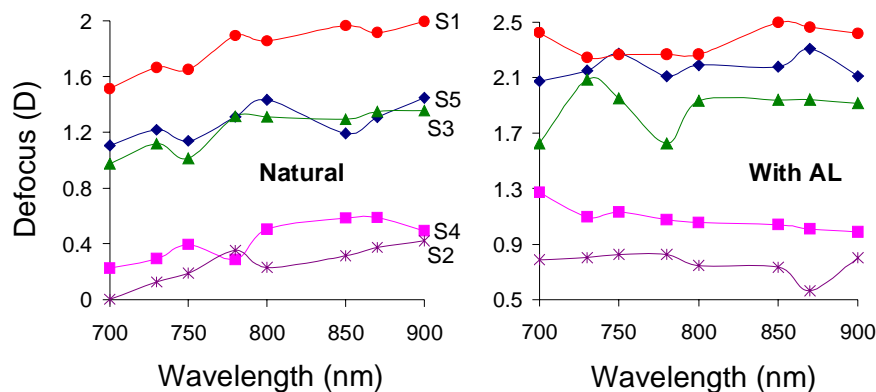 Defocus (D)
2
1.6
1.2
0.8
0.4
0
S1
S5
S3
S4
S2
Natural
700 750 800 850 900
Wavelength (nm)
2.5
2.1
1.7
1.3
0.9
0.5
With AL
700 750 800 850 900
Wavelength (nm)